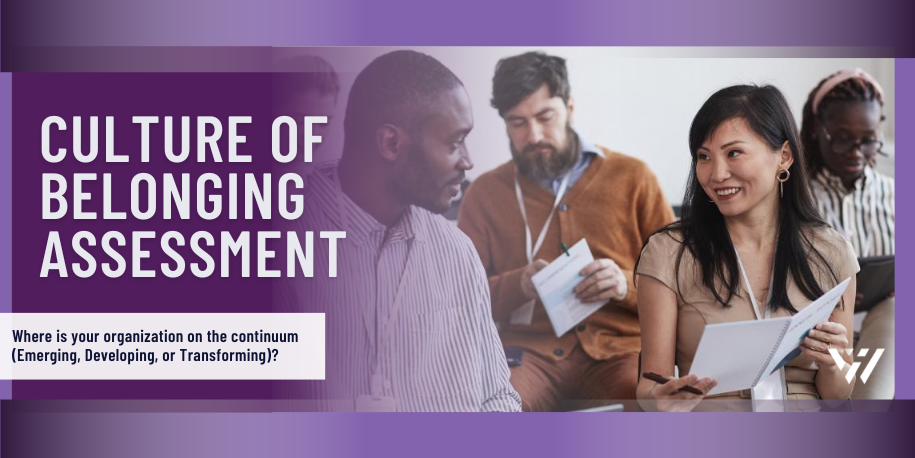 CULTURE OF
BELONGING
ASSESSMENT
Where is your organization on the continuum
(Emerging, Developing, or Transforming)?